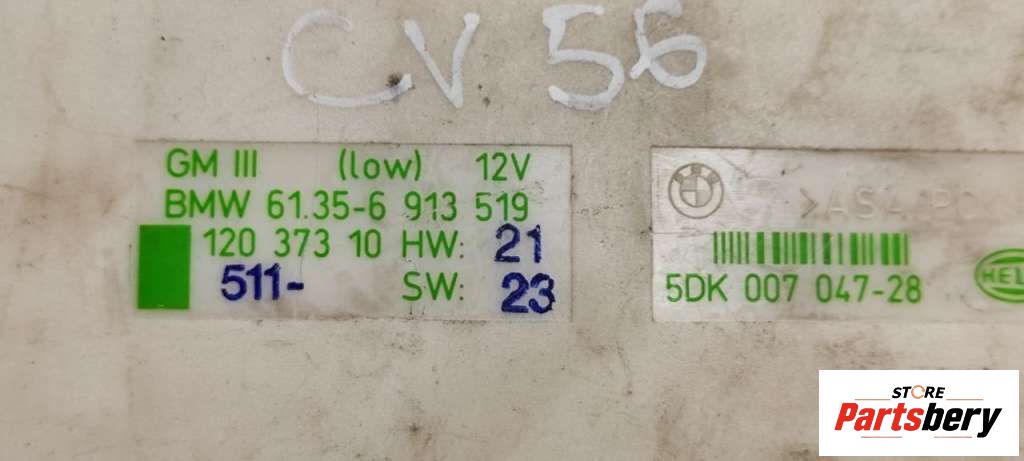 CV 56
GM III (low) 12V
BMW 61.35-6 913 519
120 373 10 HW: 21
511- SW: 23
5DK 007 047-28
STORE
Partsbery